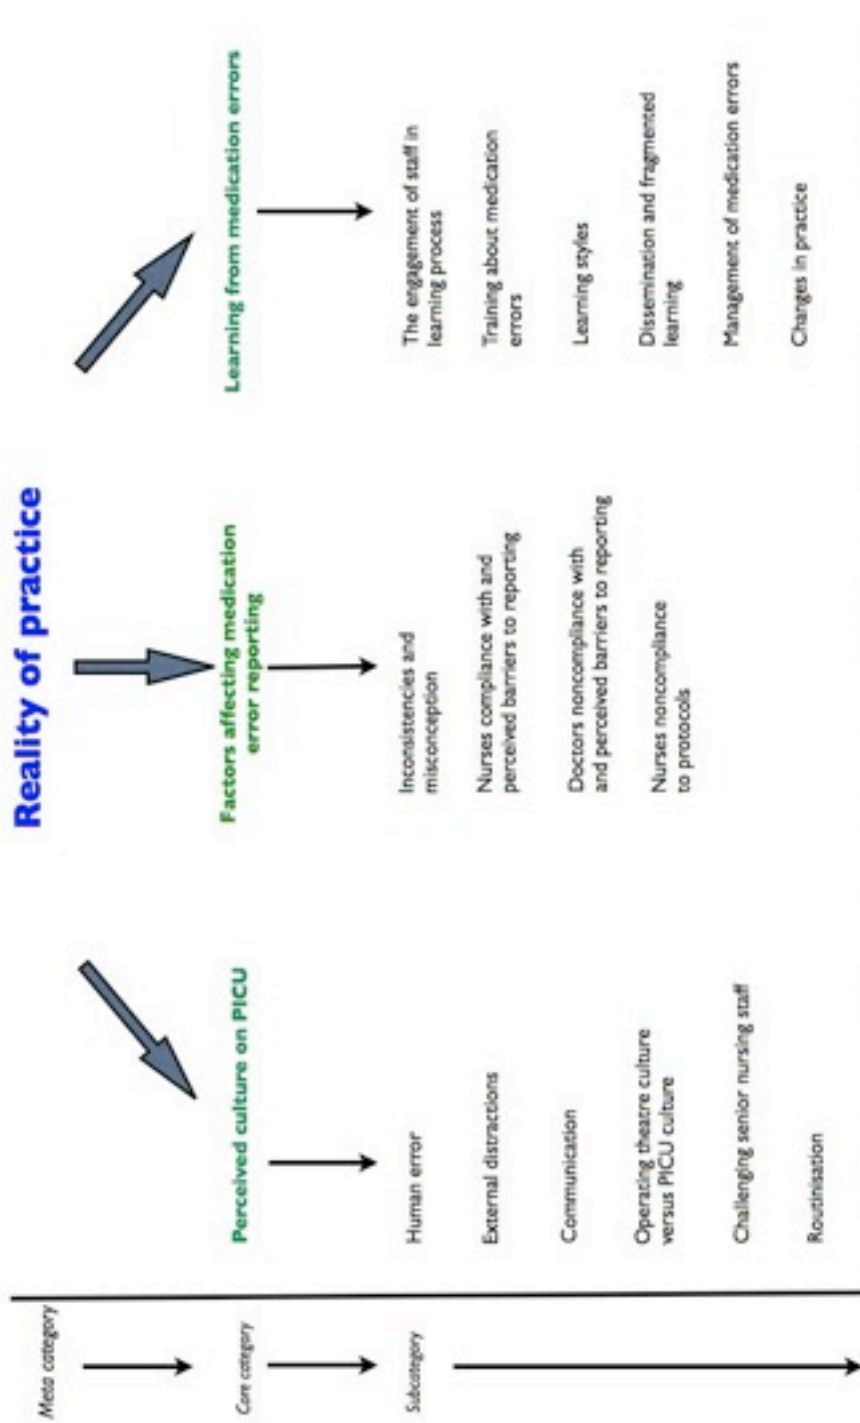 Meta category
Reality of practice
Core category
Perceived culture on PICU
Factors affecting medication
error reporting
Learning from medication errors
Subcategory
Human error
External distractions
Communication
Operating theatre culture
versus PICU culture
Challenging senior nursing staff
Routinisation
Inconsistencies and
misconception
Nurses compliance with and
perceived barriers to reporting
Doctors noncompliance with
and perceived barriers to reporting
Nurses noncompliance
to protocols
The engagement of staff in
learning process
Training about medication
errors
Learning styles
Dissemination and fragmented
learning
Management of medication errors
Changes in practice